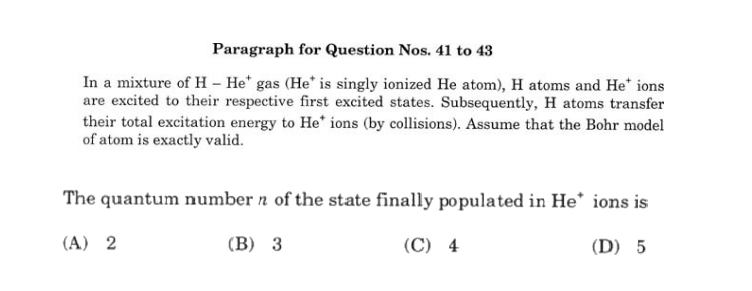 Paragraph for Question Nos. 41 to 43
In a mixture of H – He⁺ gas (He⁺ is singly ionized He atom), H atoms and He⁺ ions
are excited to their respective first excited states. Subsequently, H atoms transfer
their total excitation energy to He⁺ ions (by collisions). Assume that the Bohr model
of atom is exactly valid.
The quantum number n of the state finally populated in He⁺ ions is
(A) 2 (B) 3 (C) 4 (D) 5